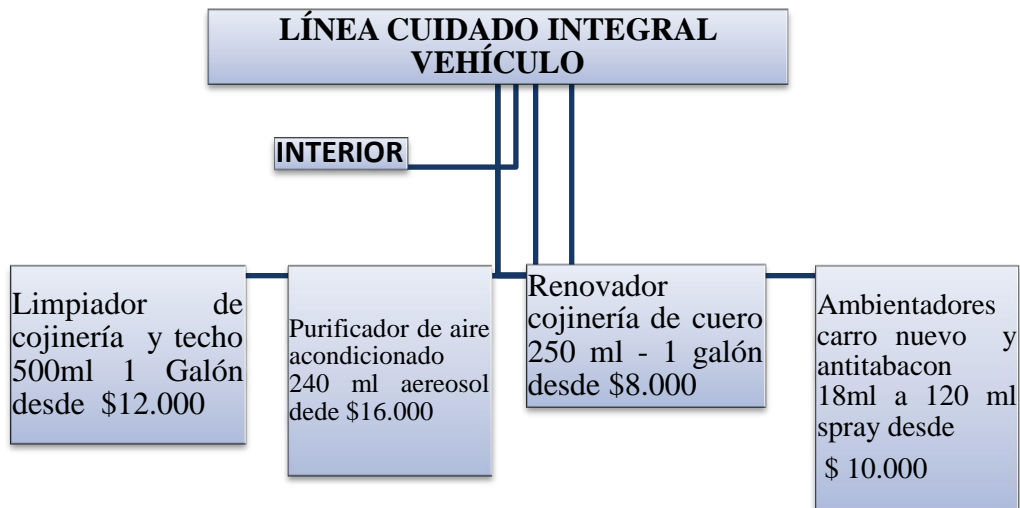 LÍNEA CUIDADO INTEGRAL
VEHÍCULO
INTERIOR
Limpiador de
cojinería y techo
500ml 1 Galón
desde $12.000
Purificador de aire
acondicionado
240 ml aereosol
dede $16.000
Renovador
cojinería de cuero
250 ml - 1 galón
desde $8.000
Ambientadores
carro nuevo y
antitabacon
18ml a 120 ml
spray desde
$ 10.000